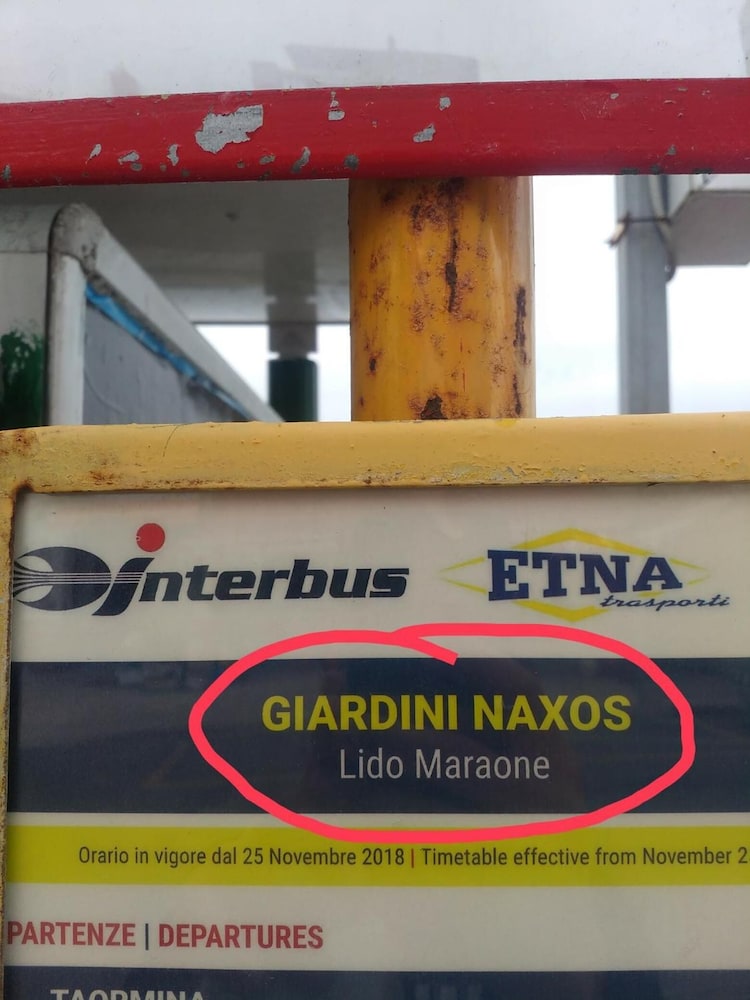 interbus
ETNA
trasporti
GIARDINI NAXOS
Lido Maraone
Orario in vigore dal 25 Novembre 2018 | Timetable effective from November 2
PARTENZE | DEPARTURES
TAORMINA